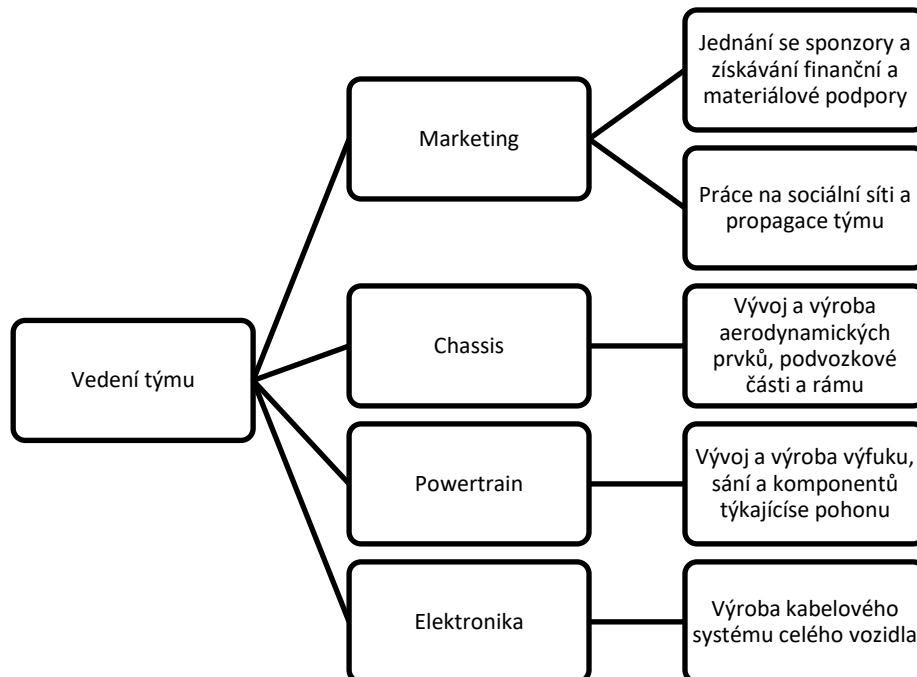 Vedení týmu
Marketing
Jednání se sponzory a
získávání finanční a
materiálové podpory
Práce na sociální síti a
propagace týmu
Chassis
Vývoj a výroba
aerodynamických
prvků, podvozkové
části a rámu
Powertrain
Vývoj a výroba výfuku,
sání a komponentů
týkajícíse pohonu
Elektronika
Výroba kabelového
systému celého vozidla